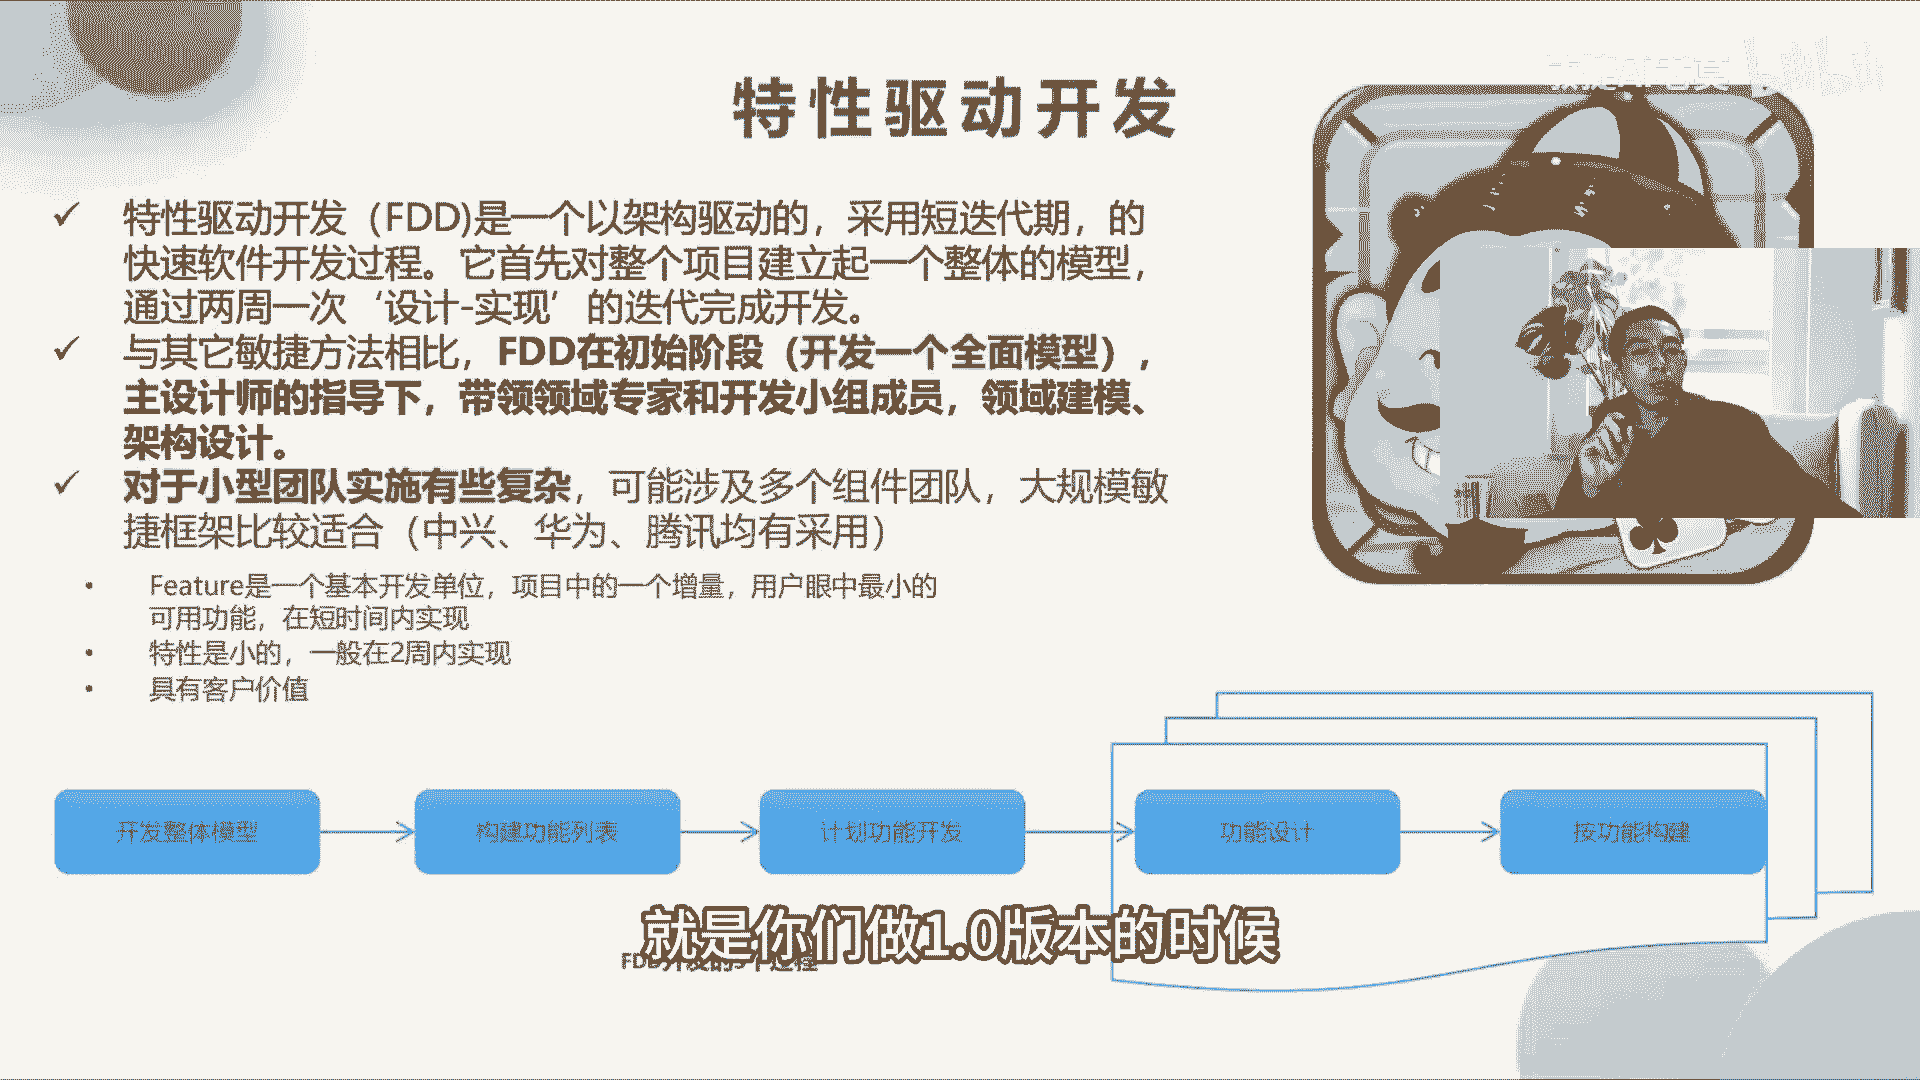 特性驱动开发
特性驱动开发（FDD)是一个以架构驱动的，采用短迭代期，的
快速软件开发过程。它首先对整个项目建立起一个整体的模型，
通过两周一次‘设计-实现’的迭代完成开发。
与其它敏捷方法相比，FDD在初始阶段（开发一个全面模型），
主设计师的指导下，带领领域专家和开发小组成员，领域建模、
架构设计。
对于小型团队实施有些复杂，可能涉及多个组件团队，大规模敏
捷框架比较适合（中兴、华为、腾讯均有采用）
Feature是一个基本开发单位，项目中的一个增量，用户眼中最小的
可用功能，在短时间内实现
特性是小的，一般在2周内实现
具有客户价值
开发整体模型
构建功能列表
计划功能开发
功能设计
按功能构建
就是你们做1.0版本的时候
FDD开发的5个过程